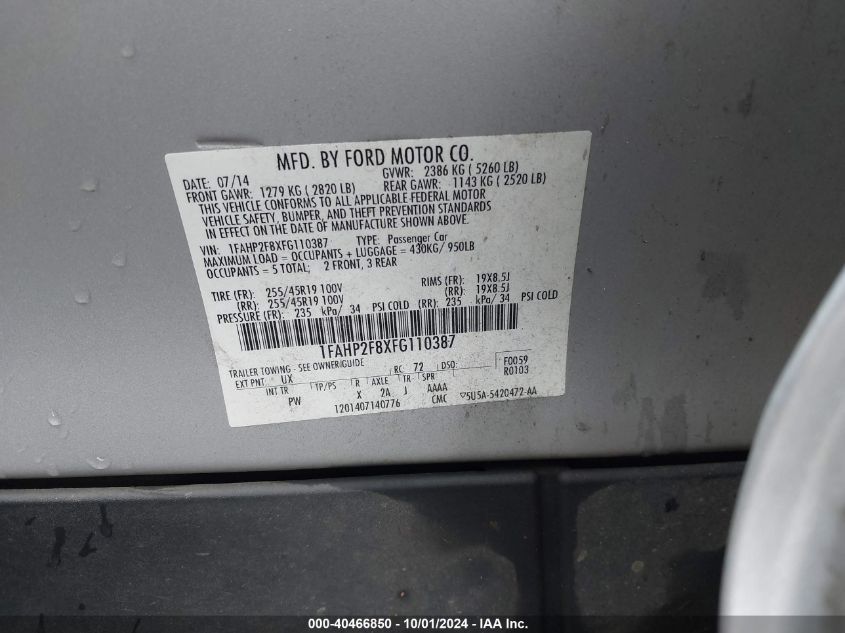 MFD. BY FORD MOTOR CO.
DATE: 07/14 GVWR: 2386 KG ( 5260 LB)
FRONT GAWR: 1279 KG ( 2820 LB) REAR GAWR: 1143 KG ( 2520 LB)
THIS VEHICLE CONFORMS TO ALL APPLICABLE FEDERAL MOTOR
VEHICLE SAFETY, BUMPER, AND THEFT PREVENTION STANDARDS
IN EFFECT ON THE DATE OF MANUFACTURE SHOWN ABOVE.
VIN: 1FAHP2F8XFG110387 TYPE: Passenger Car
MAXIMUM LOAD = OCCUPANTS + LUGGAGE = 430KG/ 950LB
OCCUPANTS = 5 TOTAL; 2 FRONT, 3 REAR
TIRE (FR): 255/45R19 100V RIMS (FR): 19X8.5J
(RR): 255/45R19 100V (RR): 19X8.5J
PRESSURE (FR): 235 kPa/ 34 PSI COLD (RR): 235 kPa/ 34 PSI COLD
1FAHP2F8XFG110387
TRAILER TOWING - SEE OWNER/GUIDE RC: 72 DSO: F0059
EXT PNT: UX R0103
INT TR TP/PS R AXLE TR SPR
PW X 2A J AAAA
1201407140776 CMC ▽5U5A-5420472-AA
000-40466850 - 10/01/2024 - IAA Inc.